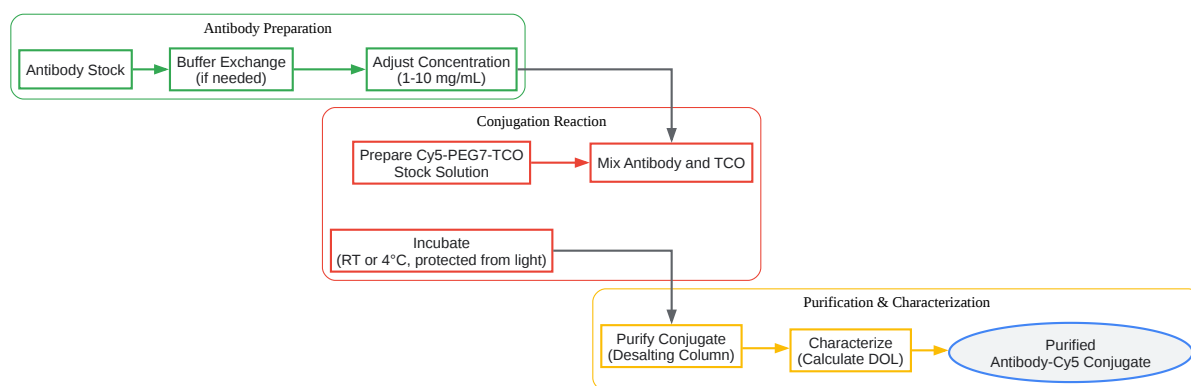 Antibody Preparation
Antibody Stock
Buffer Exchange
(if needed)
Adjust Concentration
(1-10 mg/mL)
Conjugation Reaction
Prepare Cy5-PEG7-TCO
Stock Solution
Mix Antibody and TCO
Incubate
(RT or 4°C, protected from light)
Purification & Characterization
Purify Conjugate
(Desalting Column)
Characterize
(Calculate DOL)
Purified
Antibody-Cy5 Conjugate